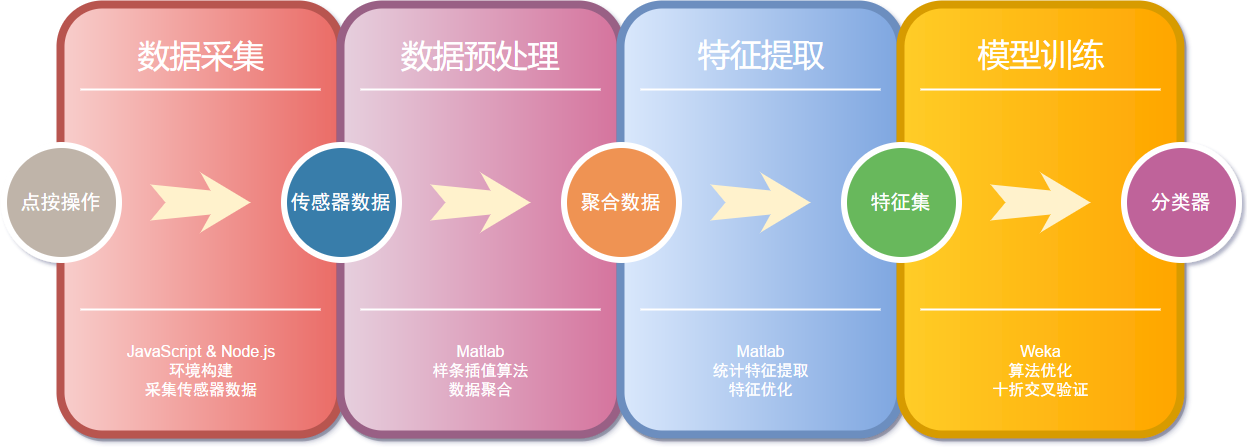 数据采集
数据预处理
特征提取
模型训练
点按操作
传感器数据
聚合数据
特征集
分类器
JavaScript & Node.js
环境构建
采集传感器数据
Matlab
样条插值算法
数据聚合
Matlab
统计特征提取
特征优化
Weka
算法优化
十折交叉验证